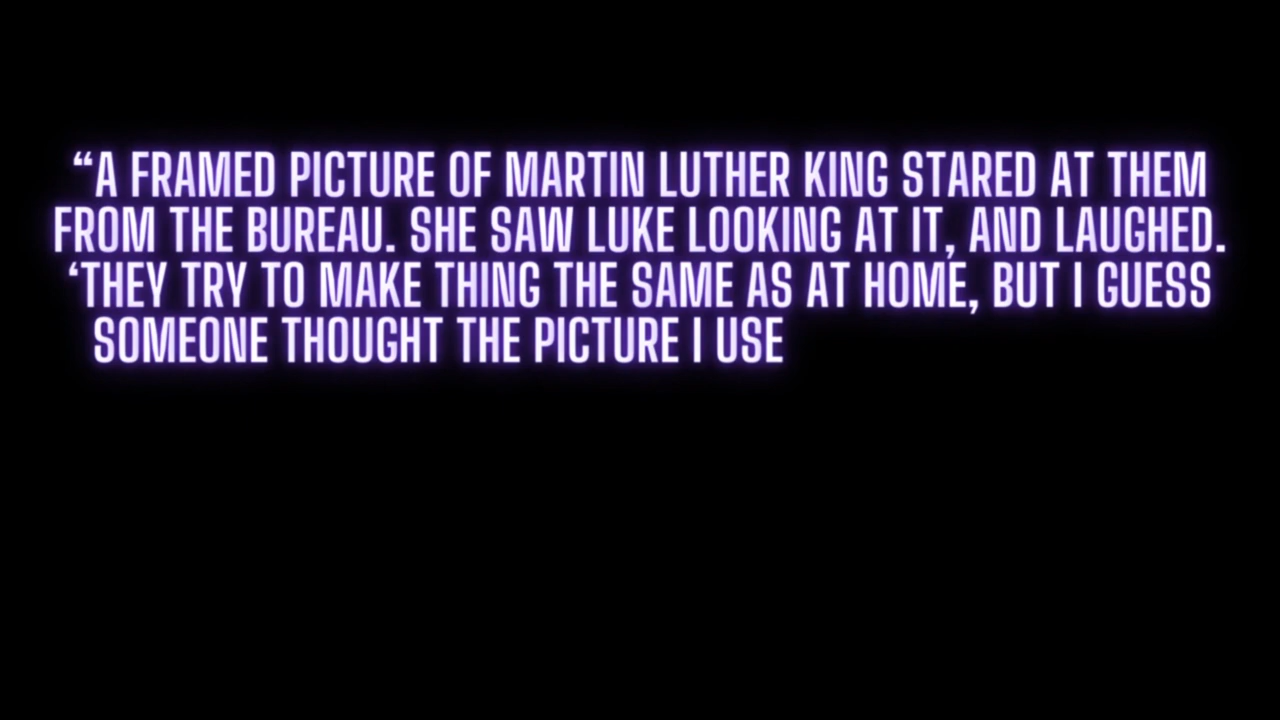 “A FRAMED PICTURE OF MARTIN LUTHER KING STARED AT THEM
FROM THE BUREAU. SHE SAW LUKE LOOKING AT IT, AND LAUGHED.
‘THEY TRY TO MAKE THING THE SAME AS AT HOME, BUT I GUESS
SOMEONE THOUGHT THE PICTURE I USE